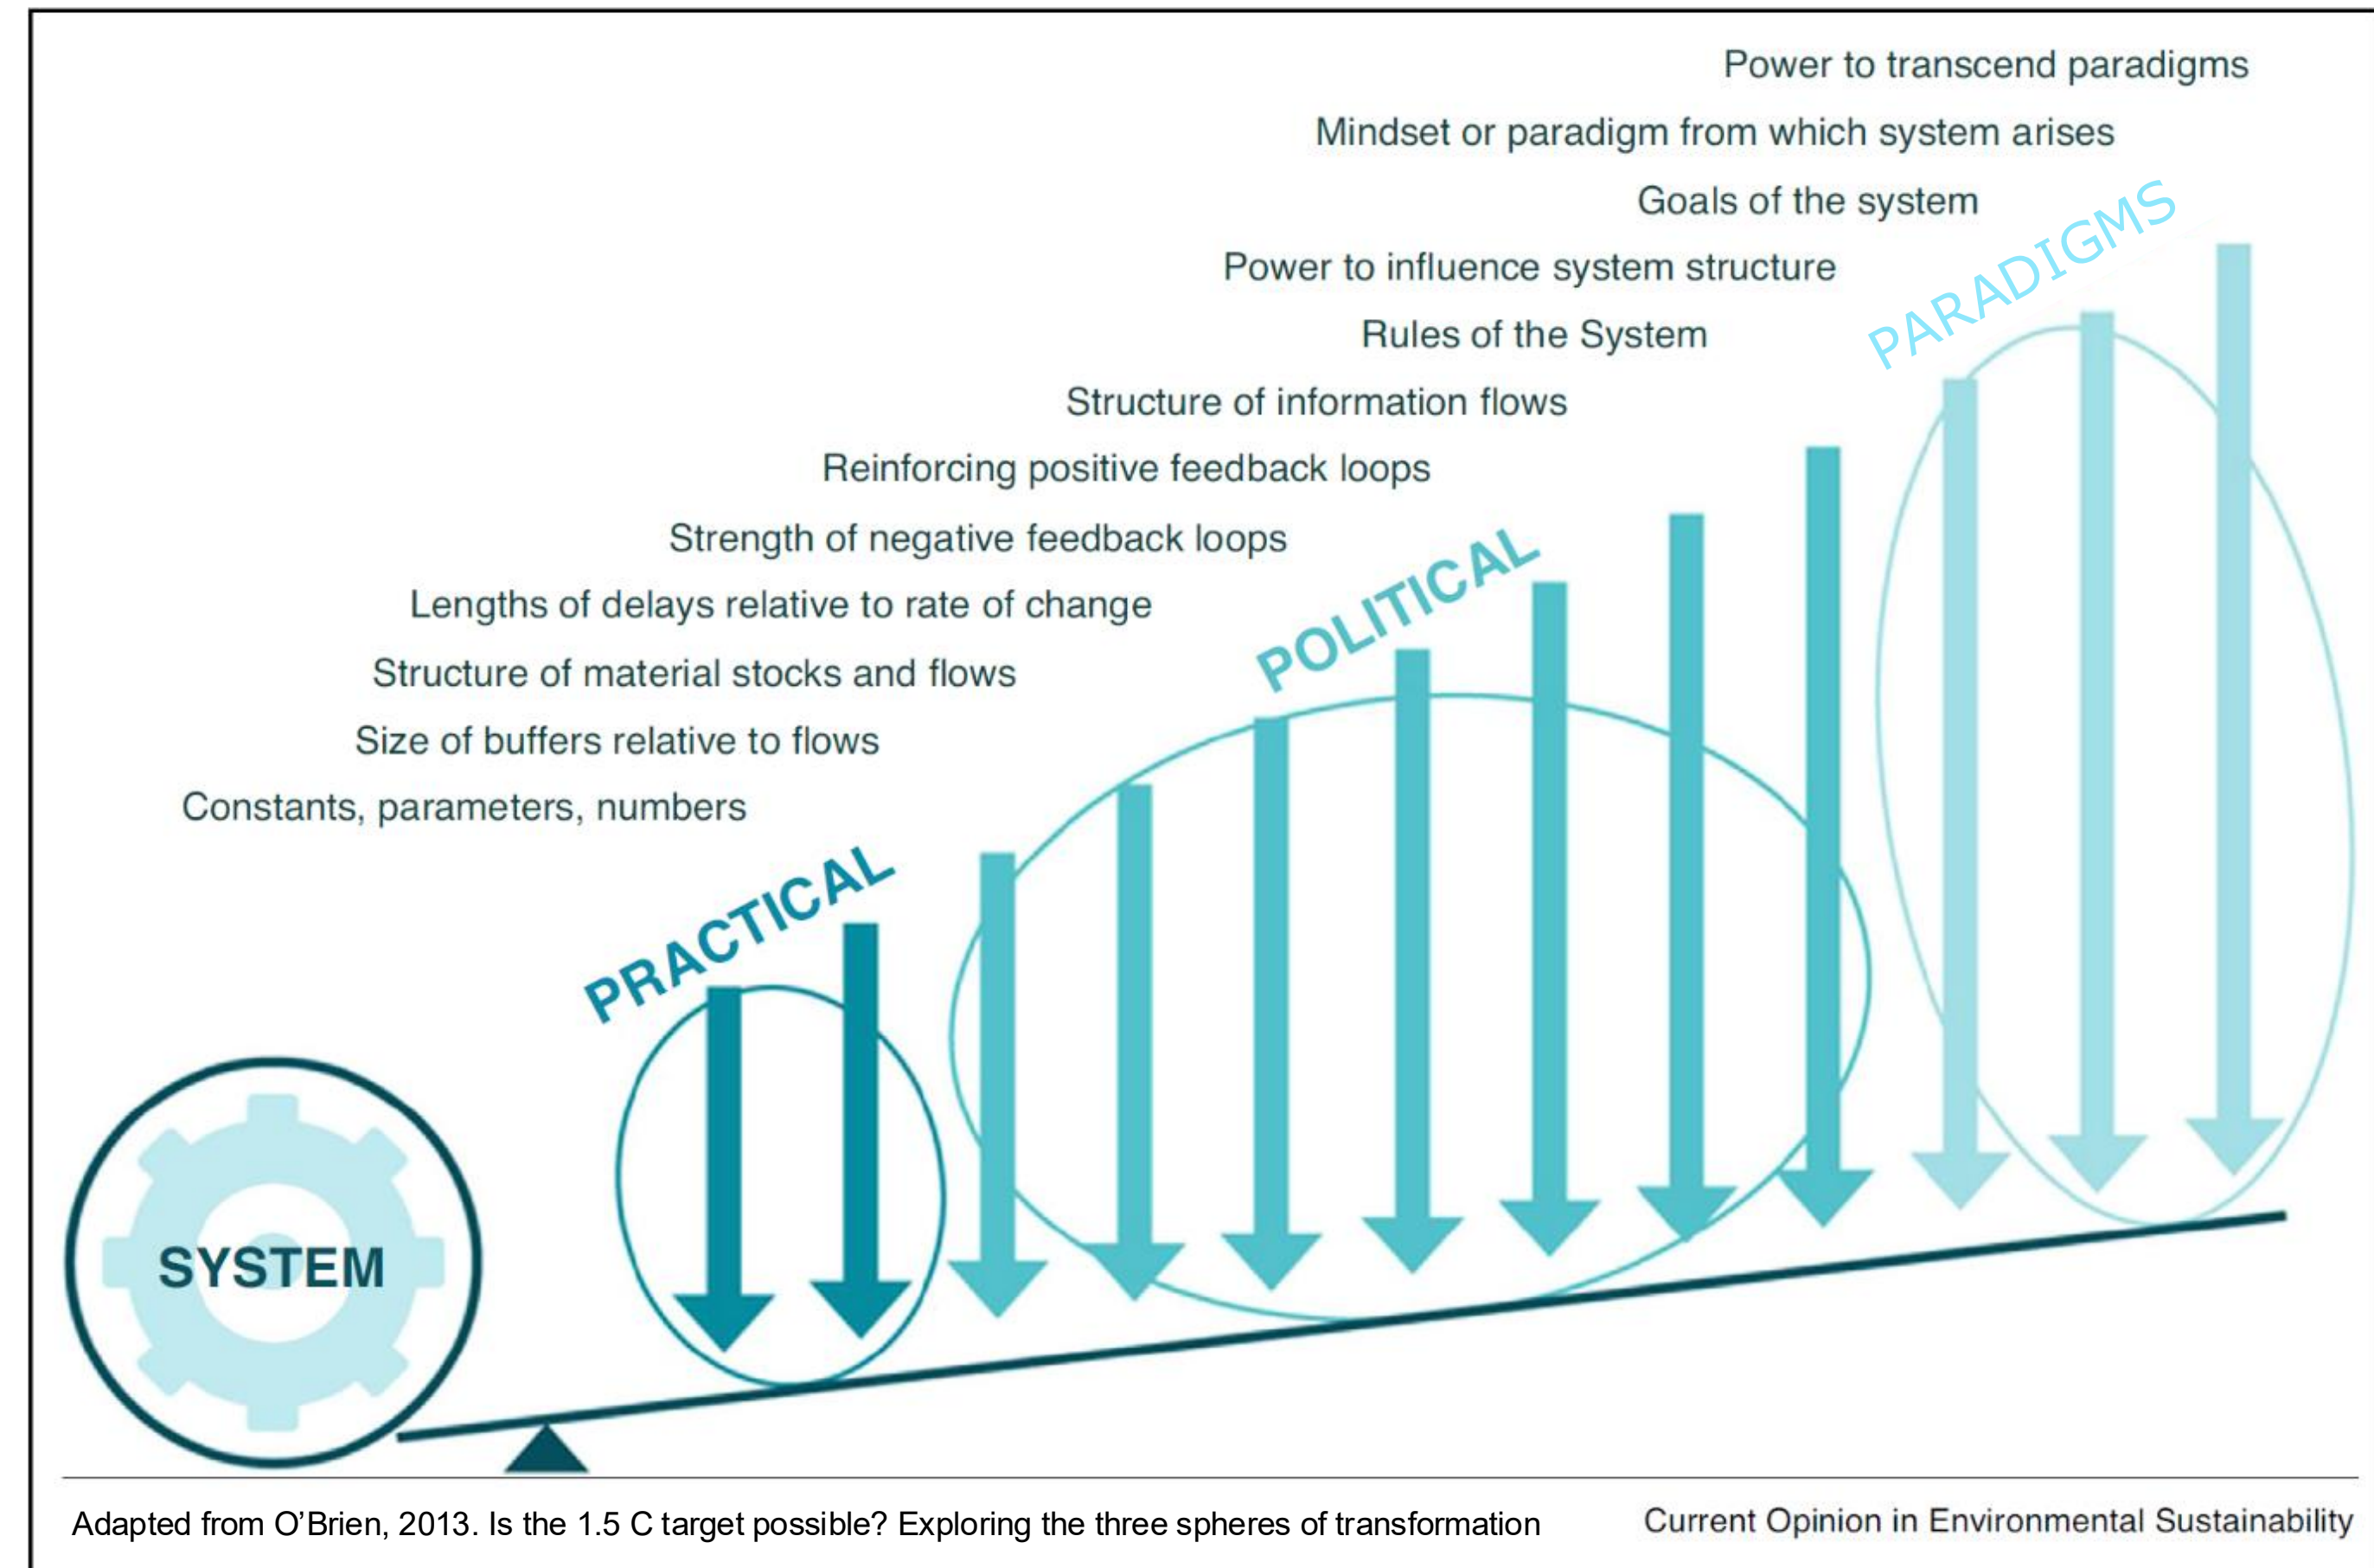 Power to transcend paradigms
Mindset or paradigm from which system arises
Goals of the system
Power to influence system structure
Rules of the System
Structure of information flows
Reinforcing positive feedback loops
Strength of negative feedback loops
Lengths of delays relative to rate of change
Structure of material stocks and flows
Size of buffers relative to flows
Constants, parameters, numbers
PRACTICAL
POLITICAL
PARADIGMS
SYSTEM
Adapted from O’Brien, 2013. Is the 1.5 C target possible? Exploring the three spheres of transformation
Current Opinion in Environmental Sustainability